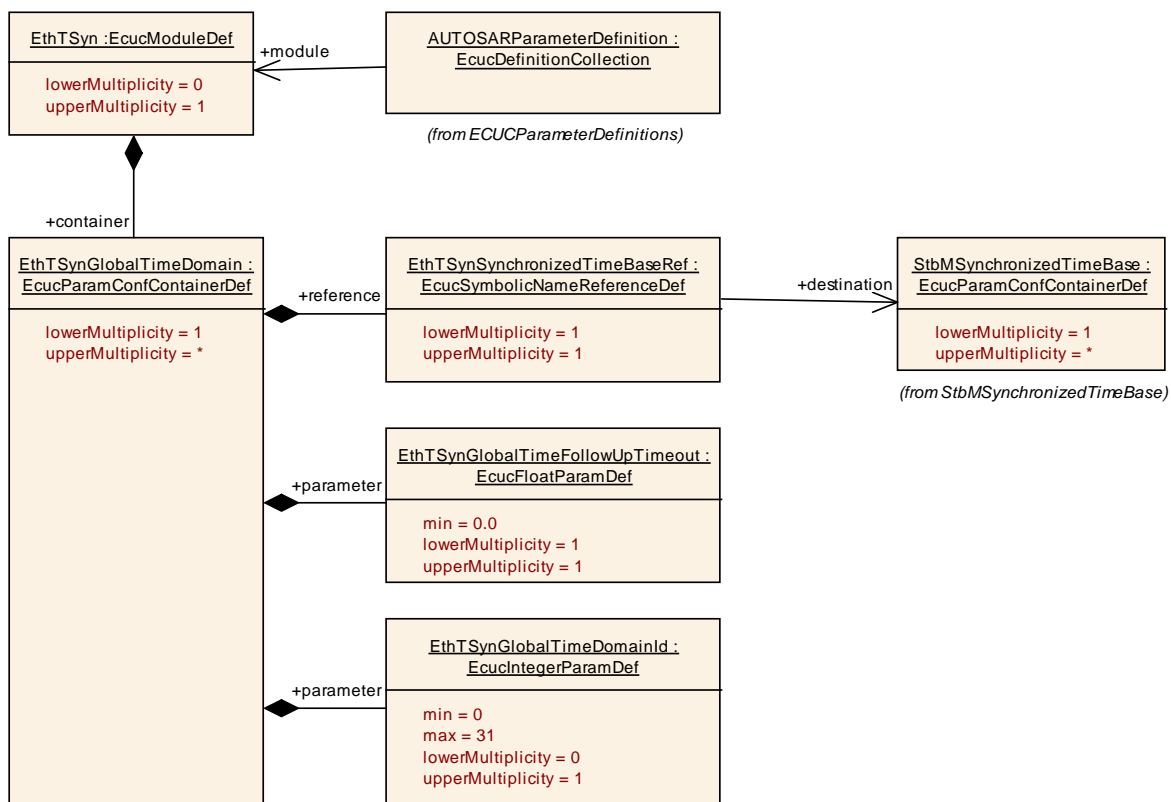 EthTSyn :EcucModuleDef
lowerMultiplicity = 0
upperMultiplicity = 1
+module
AUTOSARParameterDefinition :
EcucDefinitionCollection
(from ECUCParameterDefinitions)
+container
EthTSynGlobalTimeDomain :
EcucParamConfContainerDef
lowerMultiplicity = 1
upperMultiplicity = *
+reference
EthTSynSynchronizedTimeBaseRef :
EcucSymbolicNameReferenceDef
lowerMultiplicity = 1
upperMultiplicity = 1
+destination
StbMSynchronizedTimeBase :
EcucParamConfContainerDef
lowerMultiplicity = 1
upperMultiplicity = *
(from StbMSynchronizedTimeBase)
+parameter
EthTSynGlobalTimeFollowUpTimeout :
EcucFloatParamDef
min = 0.0
lowerMultiplicity = 1
upperMultiplicity = 1
+parameter
EthTSynGlobalTimeDomainId :
EcucIntegerParamDef
min = 0
max = 31
lowerMultiplicity = 0
upperMultiplicity = 1